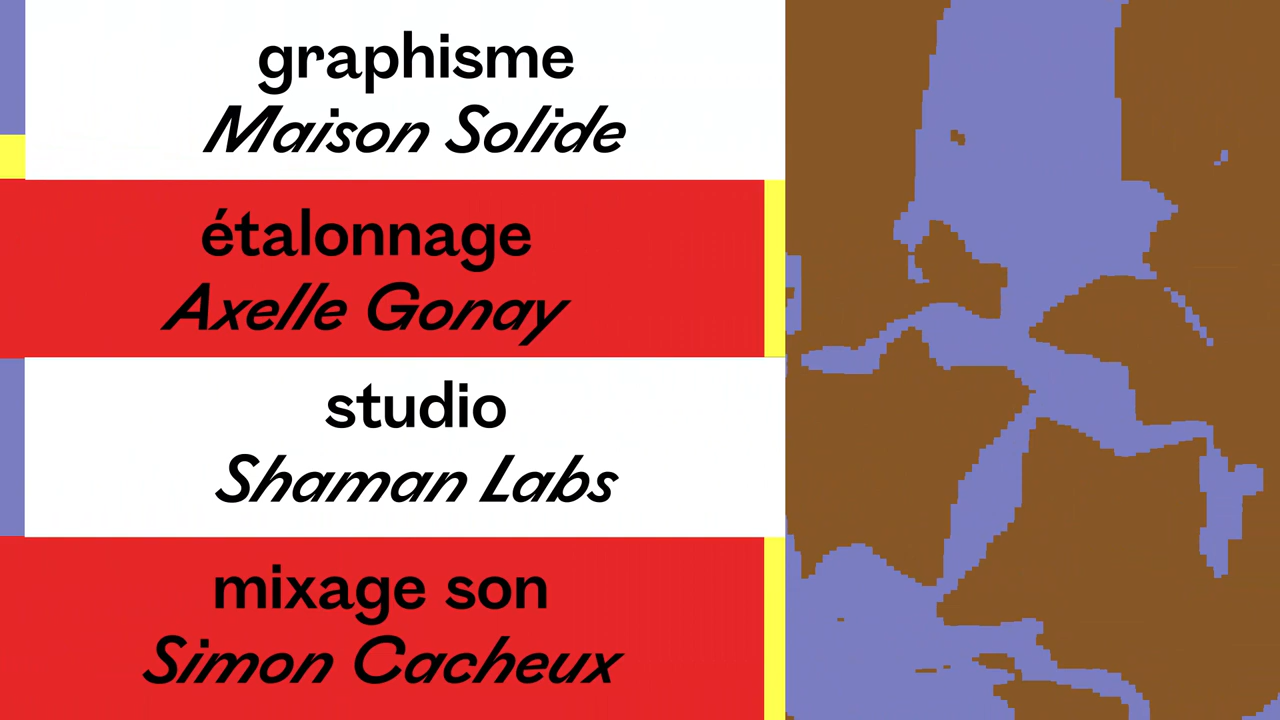 graphisme
Maison Solide
étalonnage
Axelle Gonay
studio
Shaman Labs
mixage son
Simon Cacheux